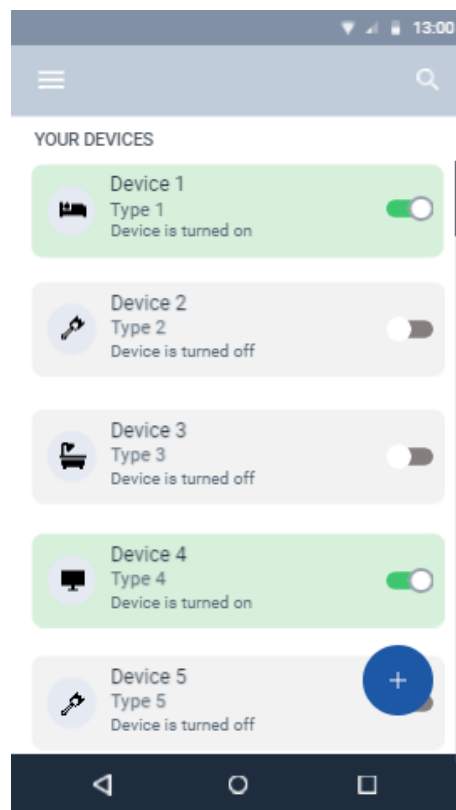 13:00
YOUR DEVICES
Device 1
Type 1
Device is turned on
Device 2
Type 2
Device is turned off
Device 3
Type 3
Device is turned off
Device 4
Type 4
Device is turned on
Device 5
Type 5
Device is turned off